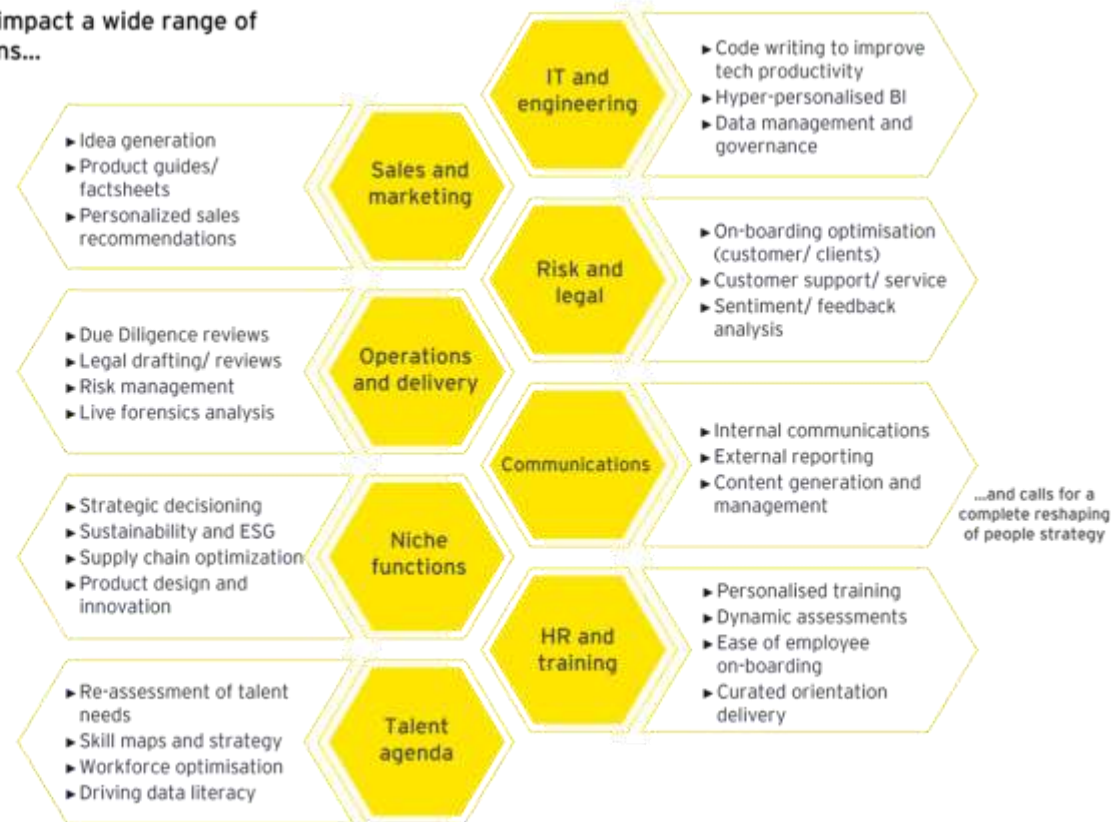 impact a wide range of
ns...
IT and
engineering
▸ Code writing to improve
tech productivity
▸ Hyper-personalised BI
▸ Data management and
governance
▸ Idea generation
▸ Product guides/
factsheets
▸ Personalized sales
recommendations
Sales and
marketing
Risk and
legal
▸ On-boarding optimisation
(customer/ clients)
▸ Customer support/ service
▸ Sentiment/ feedback
analysis
▸ Due Diligence reviews
▸ Legal drafting/ reviews
▸ Risk management
▸ Live forensics analysis
Operations
and delivery
Communications
▸ Internal communications
▸ External reporting
▸ Content generation and
management
...and calls for a
complete reshaping
of people strategy
▸ Strategic decisioning
▸ Sustainability and ESG
▸ Supply chain optimization
▸ Product design and
innovation
Niche
functions
HR and
training
▸ Personalised training
▸ Dynamic assessments
▸ Ease of employee
on-boarding
▸ Curated orientation
delivery
▸ Re-assessment of talent
needs
▸ Skill maps and strategy
▸ Workforce optimisation
▸ Driving data literacy
Talent
agenda